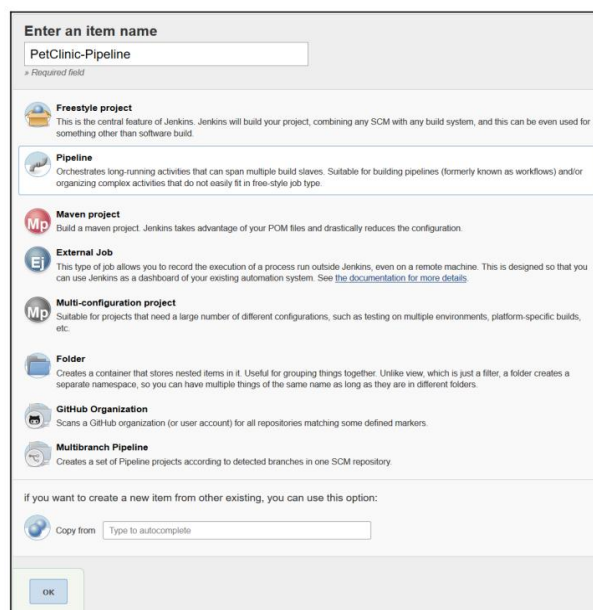 Enter an item name
PetClinic-Pipeline
» Required field
Freestyle project
This is the central feature of Jenkins. Jenkins will build your project, combining any SCM with any build system, and this can be even used for
something other than software build.
Pipeline
Orchestrates long-running activities that can span multiple build slaves. Suitable for building pipelines (formerly known as workflows) and/or
organizing complex activities that do not easily fit in free-style job type.
Mp
Maven project
Build a maven project. Jenkins takes advantage of your POM files and drastically reduces the configuration.
Ej
External Job
This type of job allows you to record the execution of a process run outside Jenkins, even on a remote machine. This is designed so that you
can use Jenkins as a dashboard of your existing automation system. See the documentation for more details.
Mp
Multi-configuration project
Suitable for projects that need a large number of different configurations, such as testing on multiple environments, platform-specific builds,
etc.
Folder
Creates a container that stores nested items in it. Useful for grouping things together. Unlike view, which is just a filter, a folder creates a
separate namespace, so you can have multiple things of the same name as long as they are in different folders.
GitHub Organization
Scans a GitHub organization (or user account) for all repositories matching some defined markers.
Multibranch Pipeline
Creates a set of Pipeline projects according to detected branches in one SCM repository.
if you want to create a new item from other existing, you can use this option:
Copy from
Type to autocomplete
OK